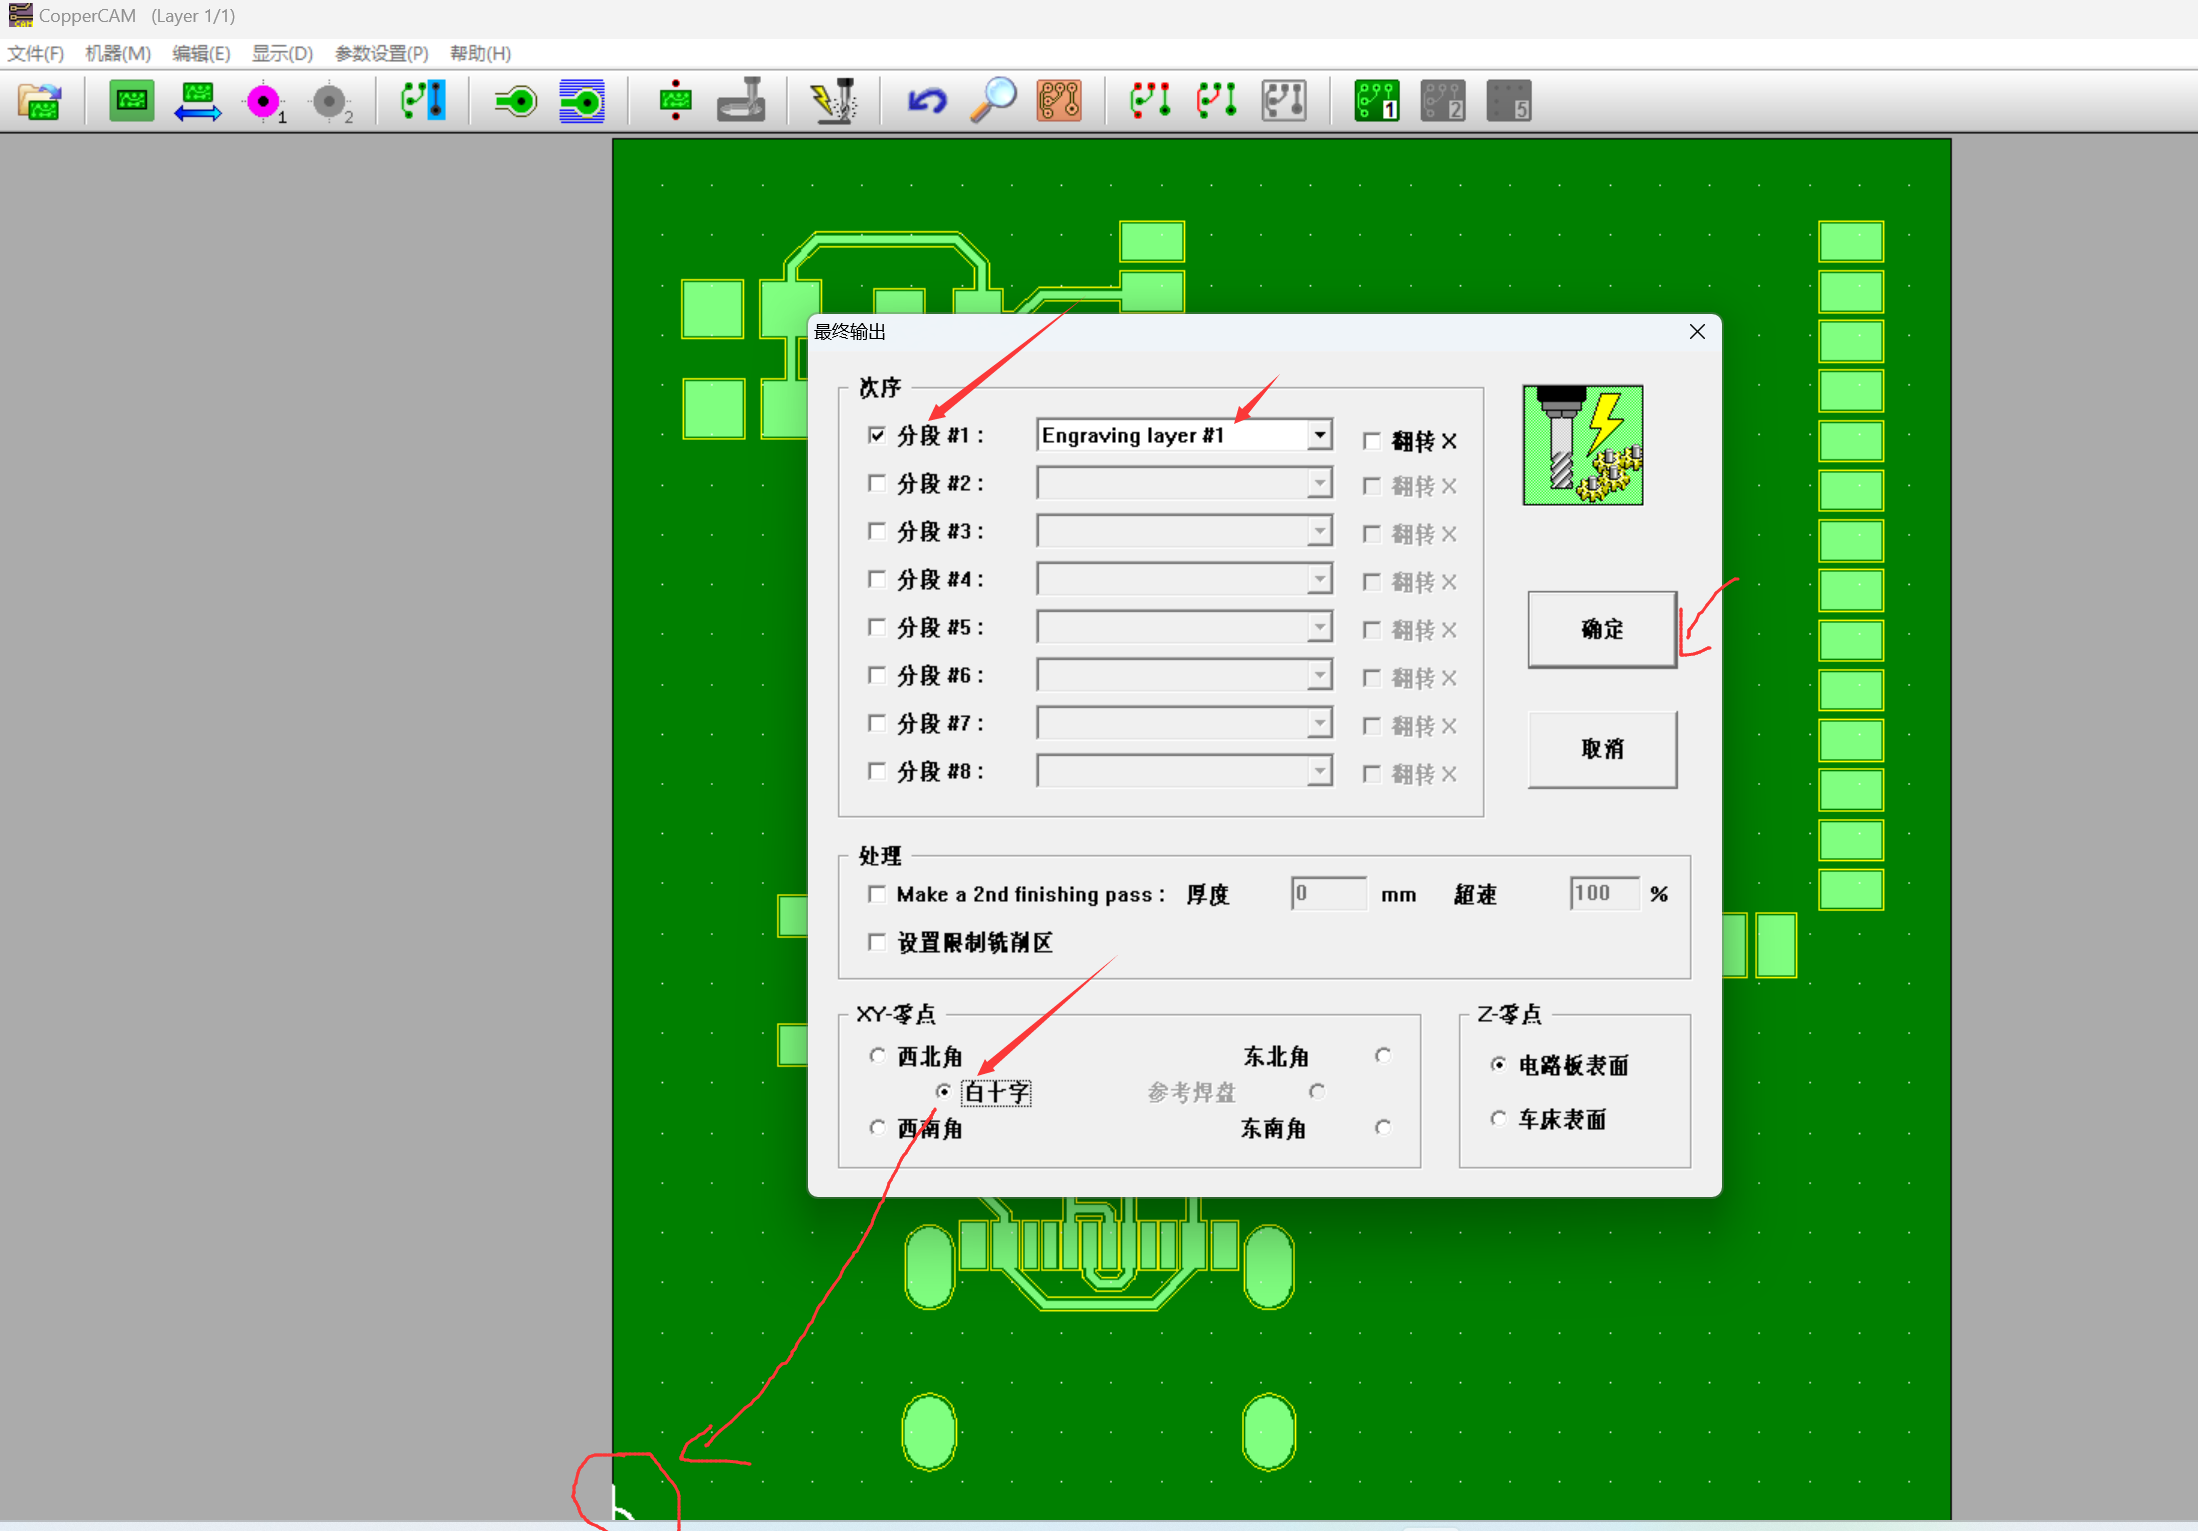 CopperCAM (Layer 1/1)
文件(F) 机器(M) 编辑(E) 显示(D) 参数设置(P) 帮助(H)
1 2 1 2 5
最终输出
次序
分段 #1 : Engraving layer #1 翻转 X
分段 #2 : 翻转 X
分段 #3 : 翻转 X
分段 #4 : 翻转 X
分段 #5 : 翻转 X
分段 #6 : 翻转 X
分段 #7 : 翻转 X
分段 #8 : 翻转 X
确定
取消
处理
Make a 2nd finishing pass : 厚度 0 mm 超速 100 %
设置限制铣削区
XY-零点
西北角 东北角
白十字 参考焊盘
西南角 东南角
Z-零点
电路板表面
车床表面